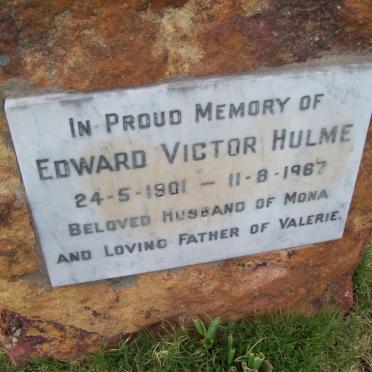 IN PROUD MEMORY OF
EDWARD VICTOR HULME
24-5-1901 - 11-8-1967
BELOVED HUSBAND OF MONA
AND LOVING FATHER OF VALERIE.